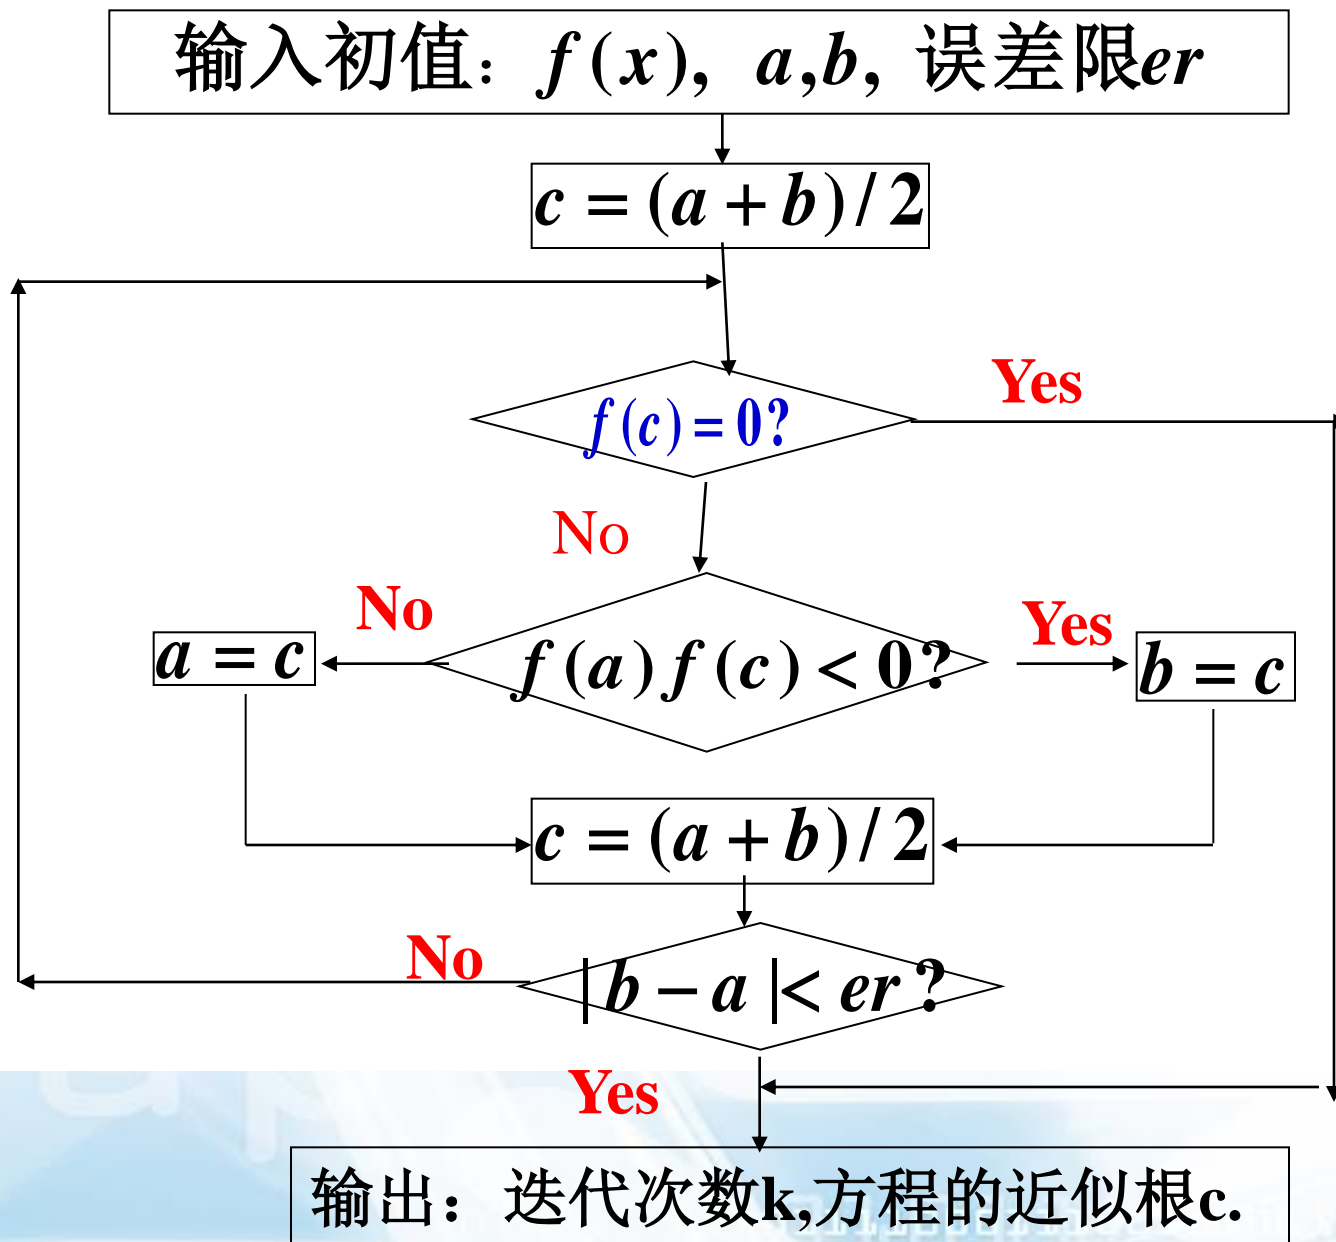 输入初值：f(x), a,b, 误差限er
c = (a + b) / 2
f(c) = 0?
Yes
No
No
f(a)f(c) < 0?
Yes
a = c
b = c
c = (a + b) / 2
No
|b − a|< er?
Yes
输出：迭代次数k,方程的近似根c.